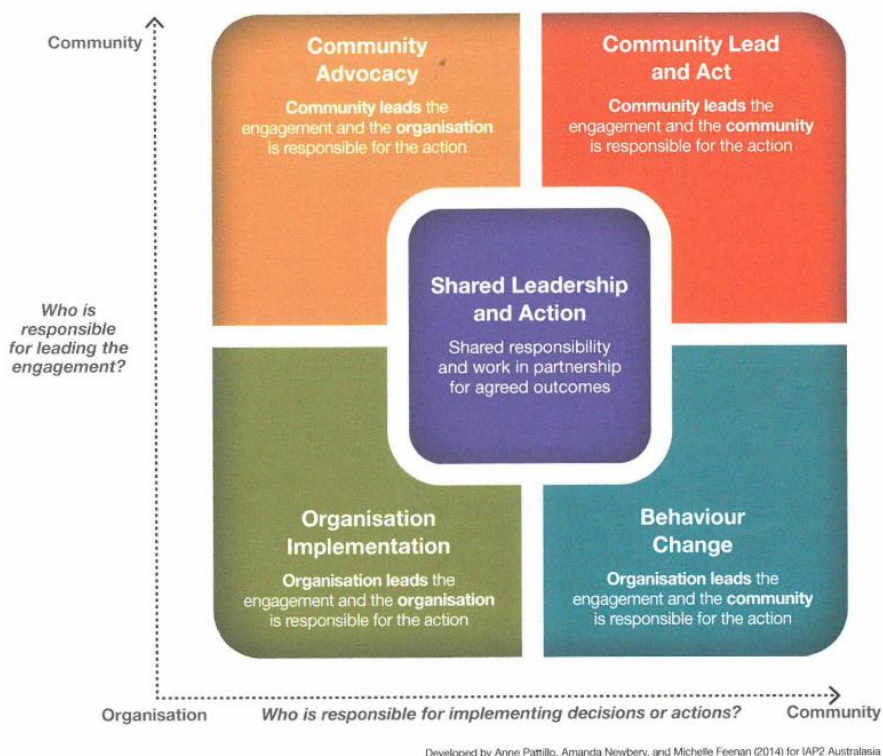 Community
Community
Advocacy
Community leads the
engagement and the organisation
is responsible for the action
Community Lead
and Act
Community leads the
engagement and the community
is responsible for the action
Who is
responsible
for leading the
engagement?
Shared Leadership
and Action
Shared responsibility
and work in partnership
for agreed outcomes
Organisation
Implementation
Organisation leads the
engagement and the organisation
is responsible for the action
Behaviour
Change
Organisation leads the
engagement and the community
is responsible for the action
Organisation
Who is responsible for implementing decisions or actions?
Community
Developed by Anne Pattillo, Amanda Newbery, and Michelle Feenan (2014) for IAP2 Australasia